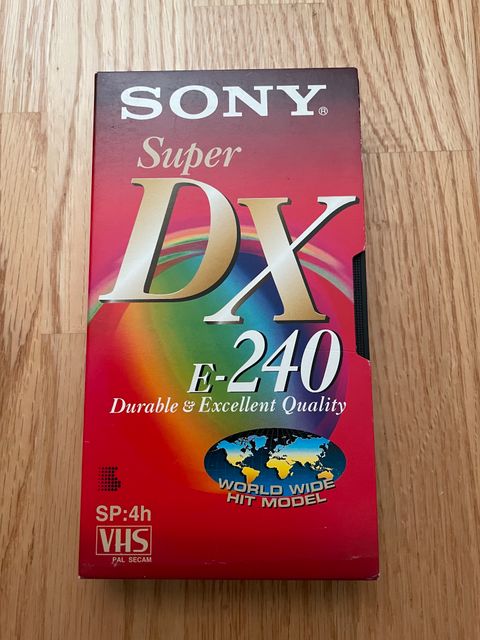 SONY®
Super
DX
E-240
Durable & Excellent Quality
WORLD WIDE
HIT MODEL
SP:4h
VHS
PAL SECAM